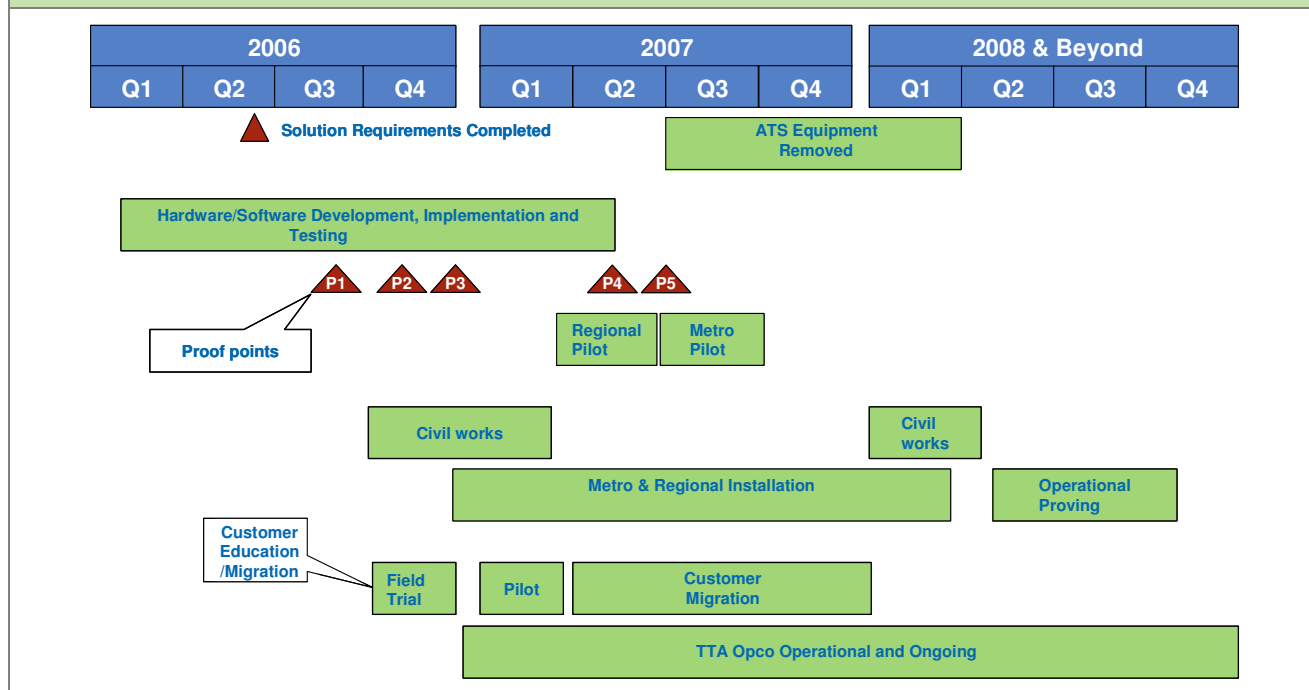 2006
2007
2008 & Beyond
Q1 Q2 Q3 Q4
Q1 Q2 Q3 Q4
Q1 Q2 Q3 Q4
Solution Requirements Completed
ATS Equipment
Removed
Hardware/Software Development, Implementation and
Testing
P1 P2 P3 P4 P5
Proof points
Regional
Pilot
Metro
Pilot
Civil works
Civil
works
Metro & Regional Installation
Operational
Proving
Customer
Education
/Migration
Field
Trial
Pilot
Customer
Migration
TTA Opco Operational and Ongoing